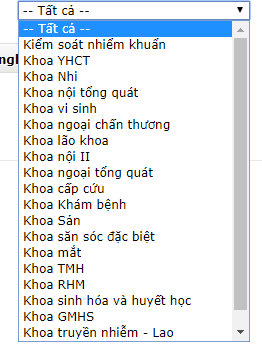 -- Tất cả --
-- Tất cả --
Kiểm soát nhiểm khuẩn
Khoa YHCT
Khoa Nhi
Khoa nội tổng quát
Khoa vi sinh
Khoa ngoại chấn thương
Khoa lão khoa
Khoa nội II
Khoa ngoại tổng quát
Khoa cấp cứu
Khoa Khám bệnh
Khoa Sản
Khoa săn sóc đặc biệt
Khoa mắt
Khoa TMH
Khoa RHM
Khoa sinh hóa và huyết học
Khoa GMHS
Khoa truyền nhiễm - Lao